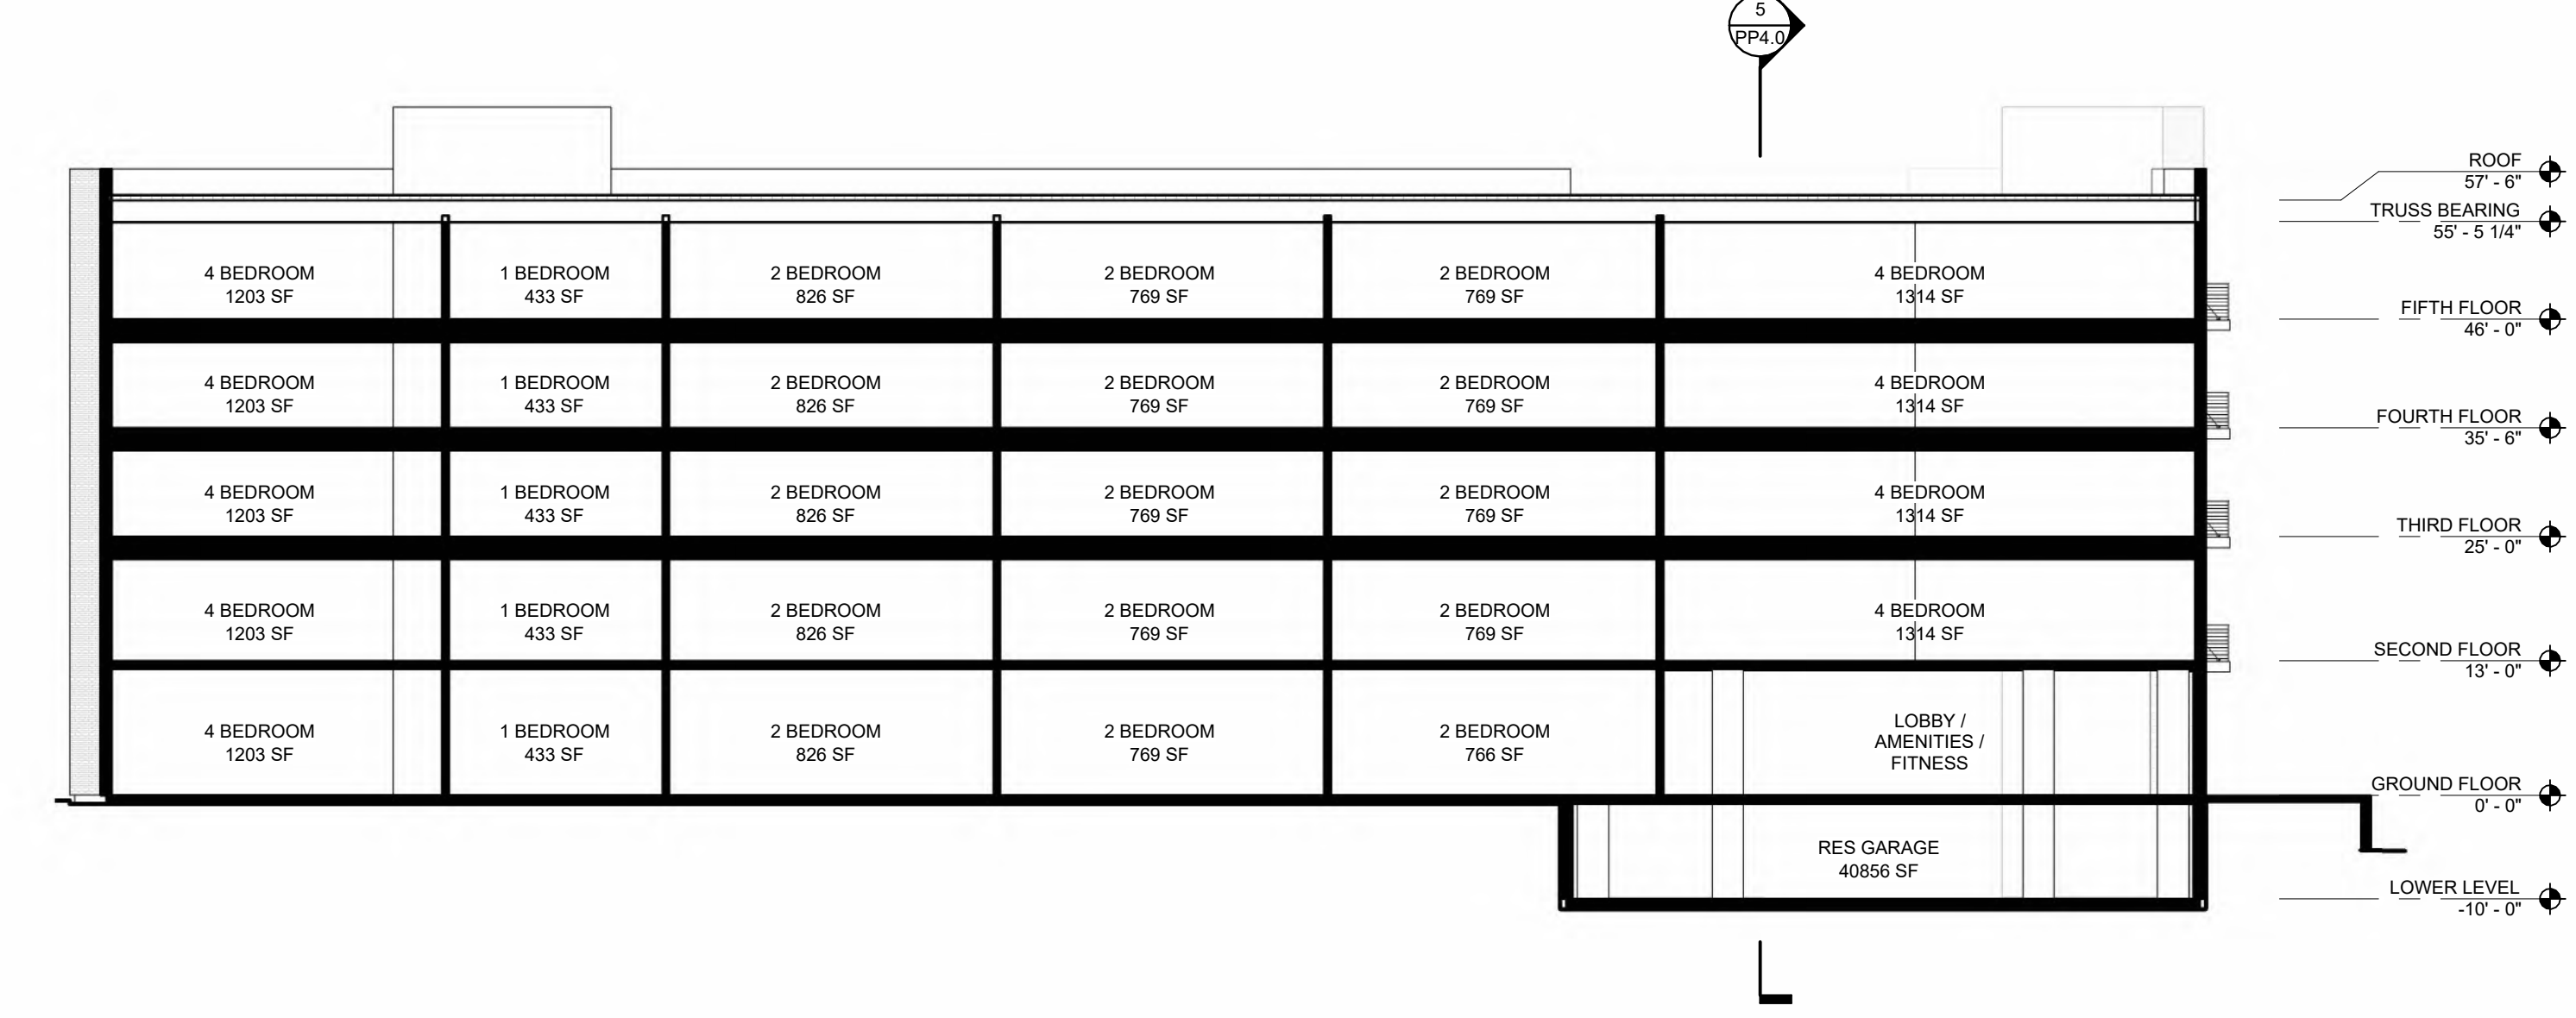 5
PP4.0
ROOF
57' - 6"
TRUSS BEARING
55' - 5 1/4"
4 BEDROOM
1203 SF
1 BEDROOM
433 SF
2 BEDROOM
826 SF
2 BEDROOM
769 SF
2 BEDROOM
769 SF
4 BEDROOM
1314 SF
FIFTH FLOOR
46' - 0"
4 BEDROOM
1203 SF
1 BEDROOM
433 SF
2 BEDROOM
826 SF
2 BEDROOM
769 SF
2 BEDROOM
769 SF
4 BEDROOM
1314 SF
FOURTH FLOOR
35' - 6"
4 BEDROOM
1203 SF
1 BEDROOM
433 SF
2 BEDROOM
826 SF
2 BEDROOM
769 SF
2 BEDROOM
769 SF
4 BEDROOM
1314 SF
THIRD FLOOR
25' - 0"
4 BEDROOM
1203 SF
1 BEDROOM
433 SF
2 BEDROOM
826 SF
2 BEDROOM
769 SF
2 BEDROOM
769 SF
4 BEDROOM
1314 SF
SECOND FLOOR
13' - 0"
4 BEDROOM
1203 SF
1 BEDROOM
433 SF
2 BEDROOM
826 SF
2 BEDROOM
769 SF
2 BEDROOM
766 SF
LOBBY /
AMENITIES /
FITNESS
GROUND FLOOR
0' - 0"
RES GARAGE
40856 SF
LOWER LEVEL
-10' - 0"